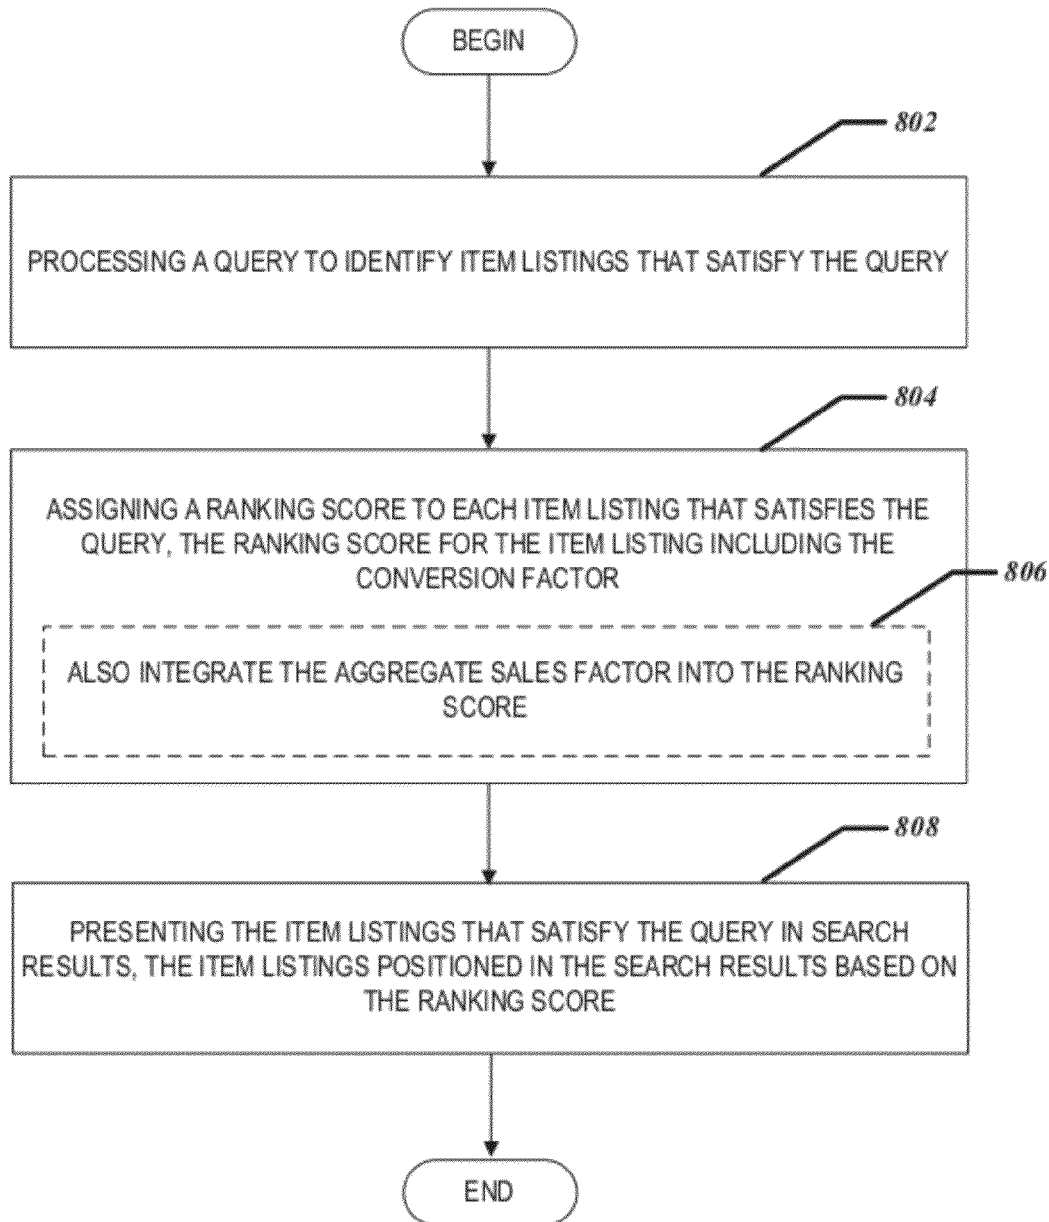 BEGIN
802
PROCESSING A QUERY TO IDENTIFY ITEM LISTINGS THAT SATISFY THE QUERY
804
ASSIGNING A RANKING SCORE TO EACH ITEM LISTING THAT SATISFIES THE
QUERY, THE RANKING SCORE FOR THE ITEM LISTING INCLUDING THE
CONVERSION FACTOR
806
ALSO INTEGRATE THE AGGREGATE SALES FACTOR INTO THE RANKING
SCORE
808
PRESENTING THE ITEM LISTINGS THAT SATISFY THE QUERY IN SEARCH
RESULTS, THE ITEM LISTINGS POSITIONED IN THE SEARCH RESULTS BASED ON
THE RANKING SCORE
END